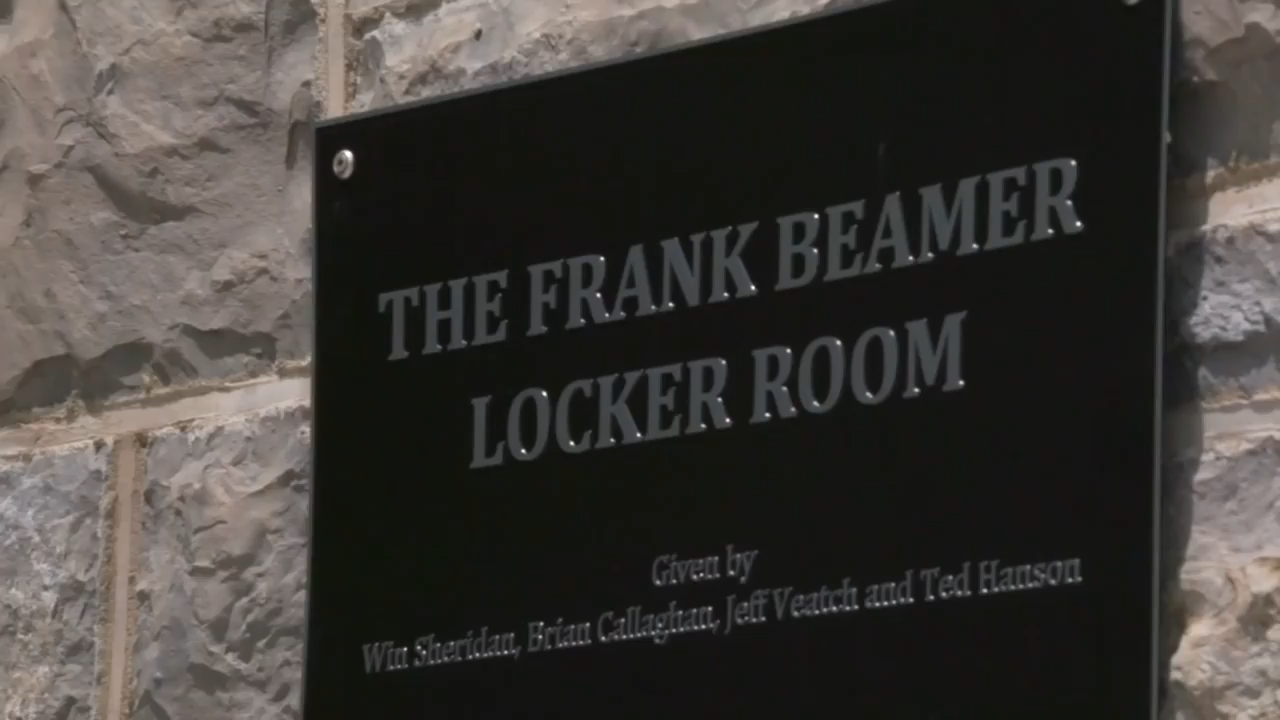 THE FRANK BEAMER
LOCKER ROOM
Given by
Win Sheridan, Brian Callaghan, Jeff Veatch and Ted Hanson